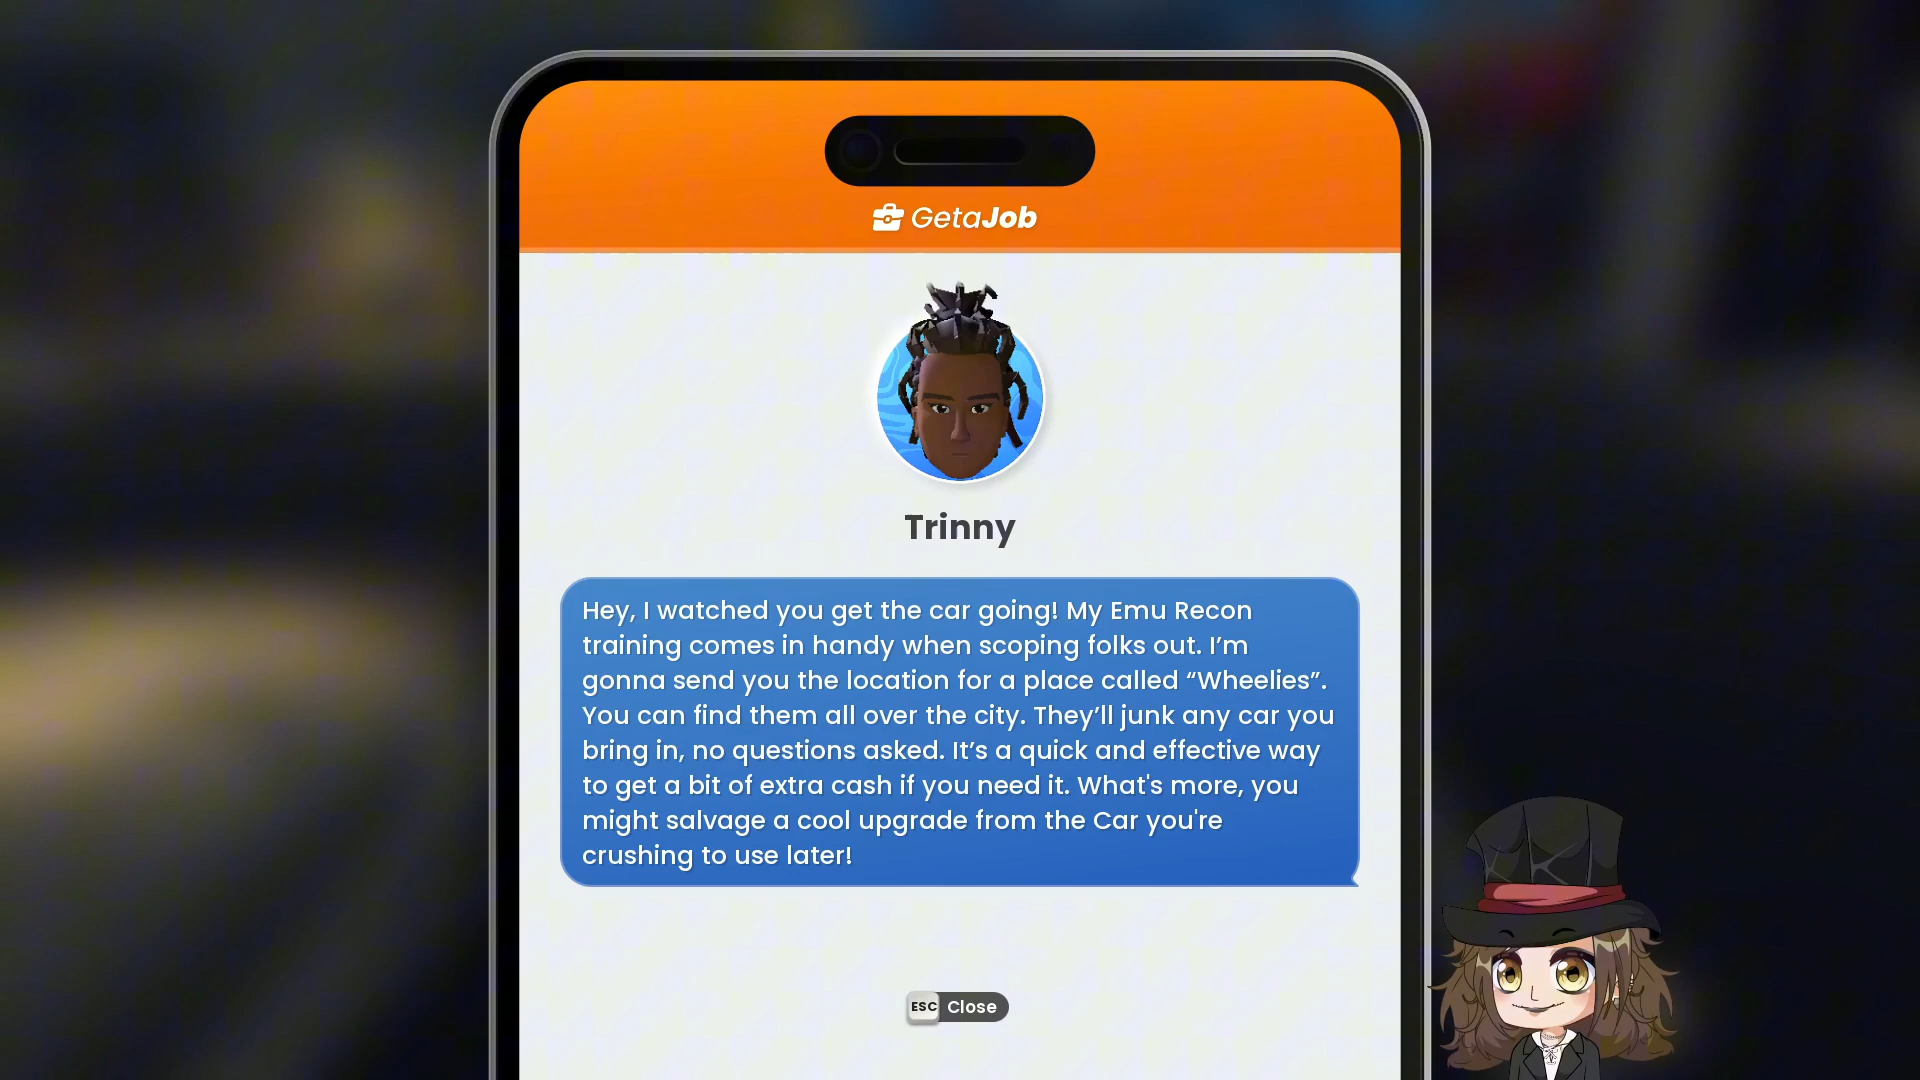 GetaJob
Trinny
Hey, I watched you get the car going! My Emu Recon
training comes in handy when scoping folks out. I’m
gonna send you the location for a place called “Wheelies”.
You can find them all over the city. They’ll junk any car you
bring in, no questions asked. It’s a quick and effective way
to get a bit of extra cash if you need it. What's more, you
might salvage a cool upgrade from the Car you're
crushing to use later!
ESC Close